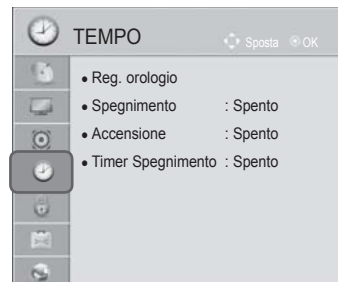 TEMPO
Sposta OK
• Reg. orologio
• Spegnimento : Spento
• Accensione : Spento
• Timer Spegnimento : Spento